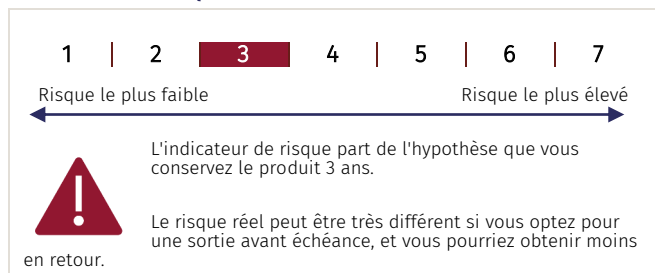 1 | 2 | 3 | 4 | 5 | 6 | 7
Risque le plus faible Risque le plus élevé
L'indicateur de risque part de l'hypothèse que vous
conservez le produit 3 ans.
Le risque réel peut être très différent si vous optez pour
une sortie avant échéance, et vous pourriez obtenir moins
en retour.